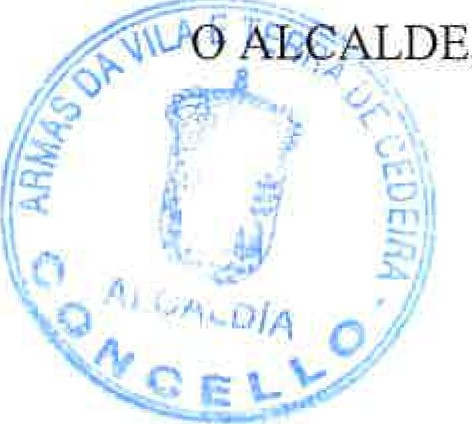 O ALCALDE
ARMAS DA VILA E TERRA DE CEDEIRA
ALCALDÍA
CONCELLO